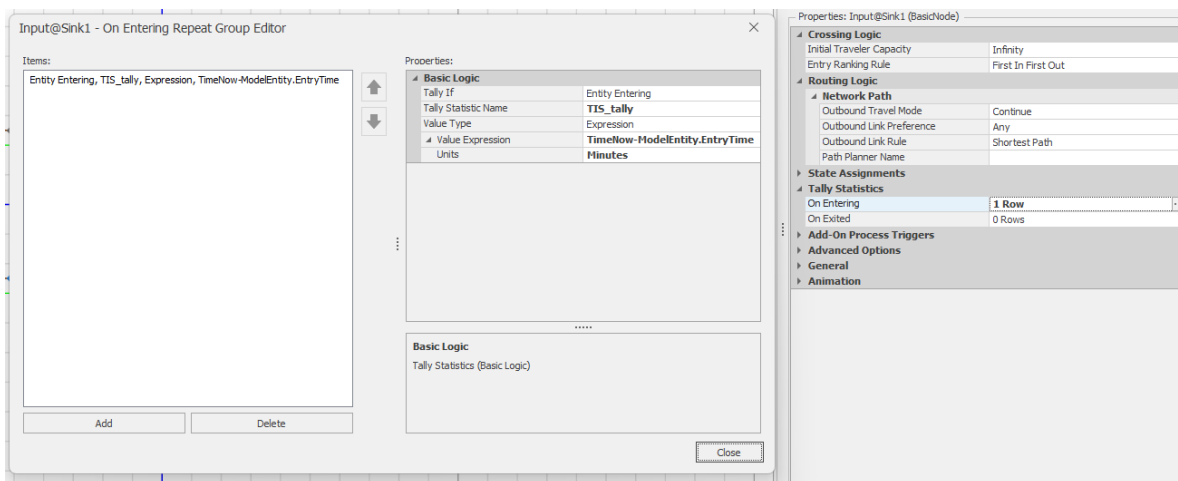 Input@Sink1 - On Entering Repeat Group Editor
Items:
Entity Entering, TIS_tally, Expression, TimeNow-ModelEntity.EntryTime
Add
Delete
Properties:
Basic Logic
Tally If Entity Entering
Tally Statistic Name TIS_tally
Value Type Expression
Value Expression TimeNow-ModelEntity.EntryTime
Units Minutes
Basic Logic
Tally Statistics (Basic Logic)
Close
Properties: Input@Sink1 (BasicNode)
Crossing Logic
Initial Traveler Capacity Infinity
Entry Ranking Rule First In First Out
Routing Logic
Network Path
Outbound Travel Mode Continue
Outbound Link Preference Any
Outbound Link Rule Shortest Path
Path Planner Name
State Assignments
Tally Statistics
On Entering 1 Row
On Exited 0 Rows
Add-On Process Triggers
Advanced Options
General
Animation